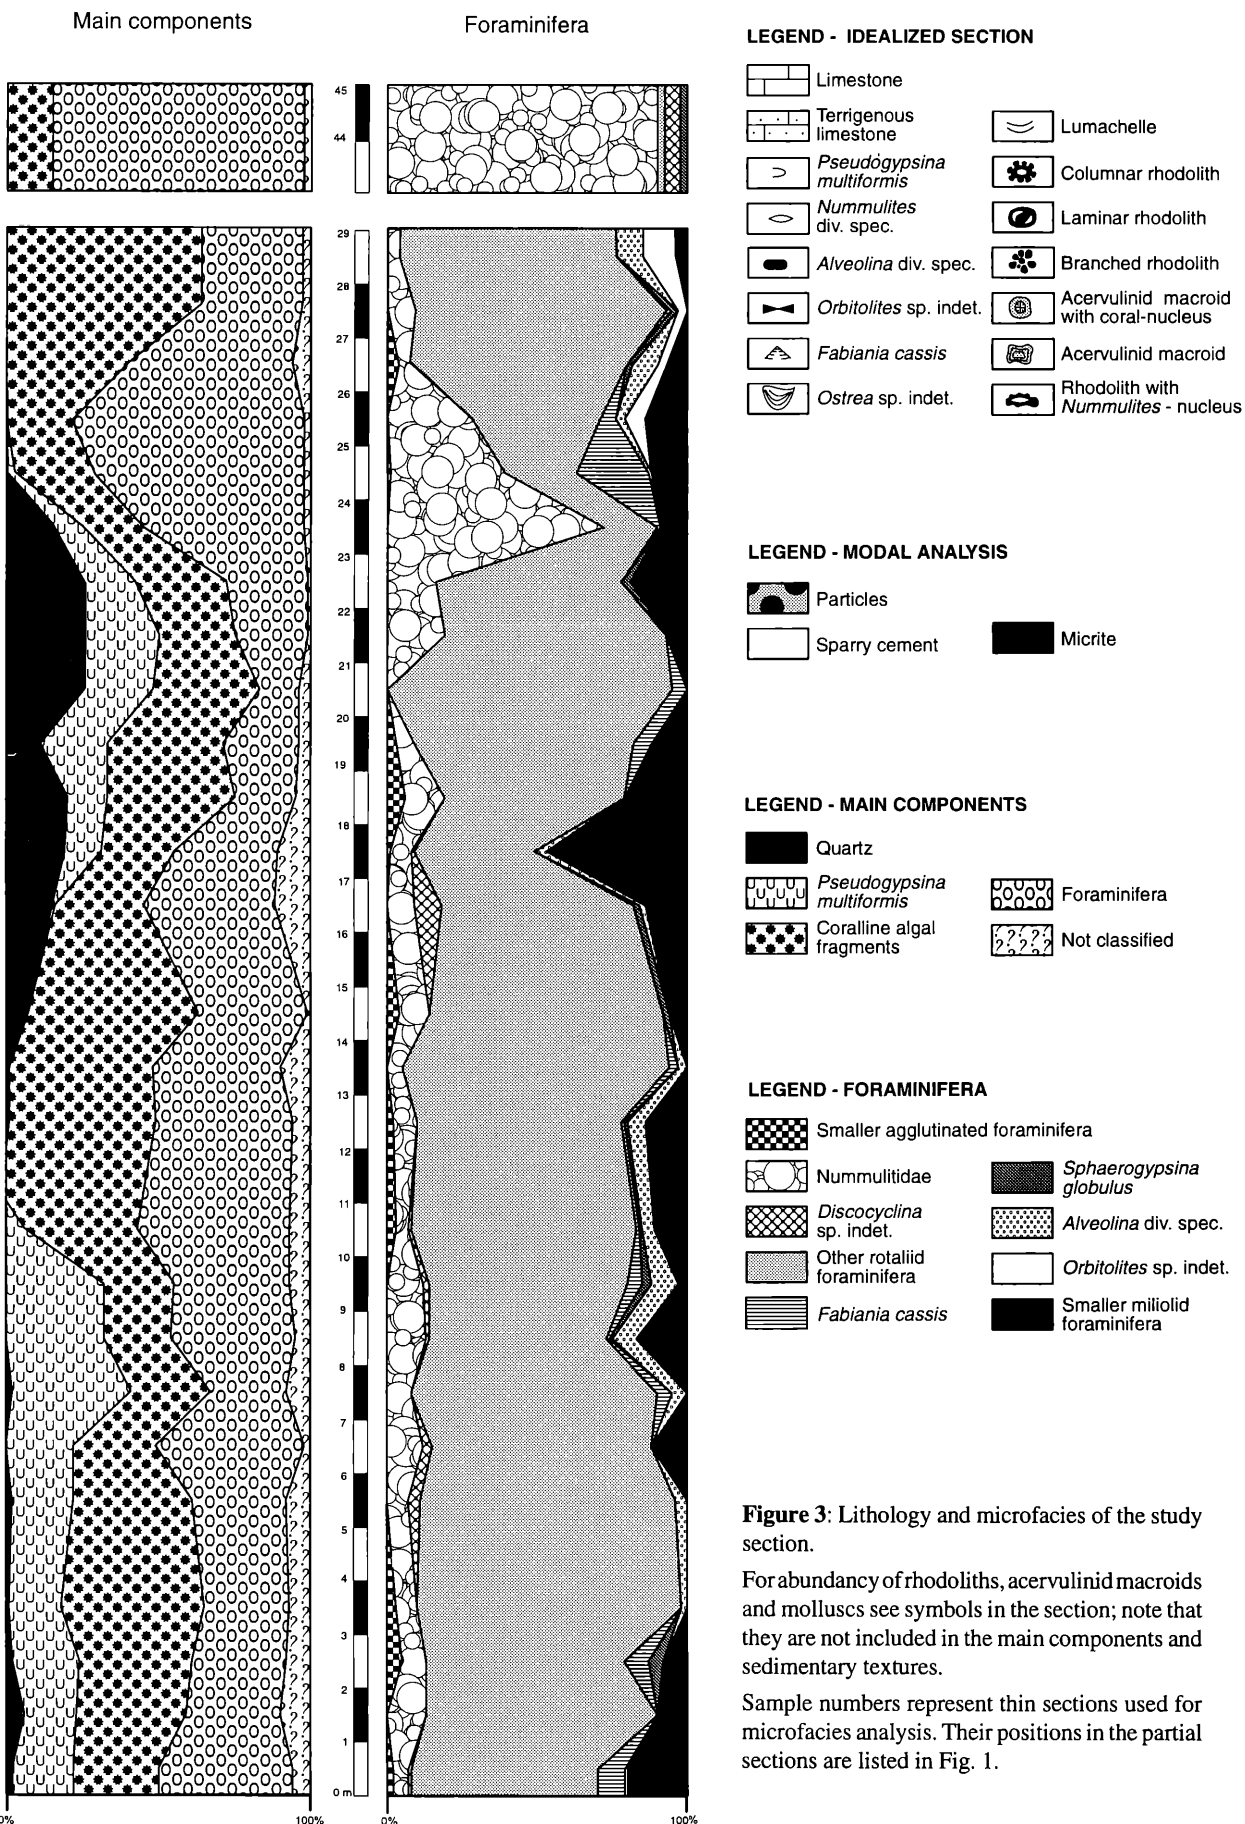 Main components
Foraminifera
45
44
29
28
27
26
25
24
23
22
21
20
19
18
17
16
15
14
13
12
11
10
9
8
7
6
5
4
3
2
1
0 m
0%
100%
0%
100%
LEGEND - IDEALIZED SECTION
Limestone
Terrigenous
limestone
Pseudogypsina
multiformis
Nummulites
div. spec.
Alveolina div. spec.
Orbitolites sp. indet.
Fabiania cassis
Ostrea sp. indet.
Lumachelle
Columnar rhodolith
Laminar rhodolith
Branched rhodolith
Acervulinid macroid
with coral-nucleus
Acervulinid macroid
Rhodolith with
Nummulites - nucleus
LEGEND - MODAL ANALYSIS
Particles
Sparry cement
Micrite
LEGEND - MAIN COMPONENTS
Quartz
Pseudogypsina
multiformis
Coralline algal
fragments
Foraminifera
Not classified
LEGEND - FORAMINIFERA
Smaller agglutinated foraminifera
Nummulitidae
Discocyclina
sp. indet.
Other rotaliid
foraminifera
Fabiania cassis
Sphaerogypsina
globulus
Alveolina div. spec.
Orbitolites sp. indet.
Smaller miliolid
foraminifera
Figure 3: Lithology and microfacies of the study
section.
For abundancy of rhodoliths, acervulinid macroids
and molluscs see symbols in the section; note that
they are not included in the main components and
sedimentary textures.
Sample numbers represent thin sections used for
microfacies analysis. Their positions in the partial
sections are listed in Fig. 1.